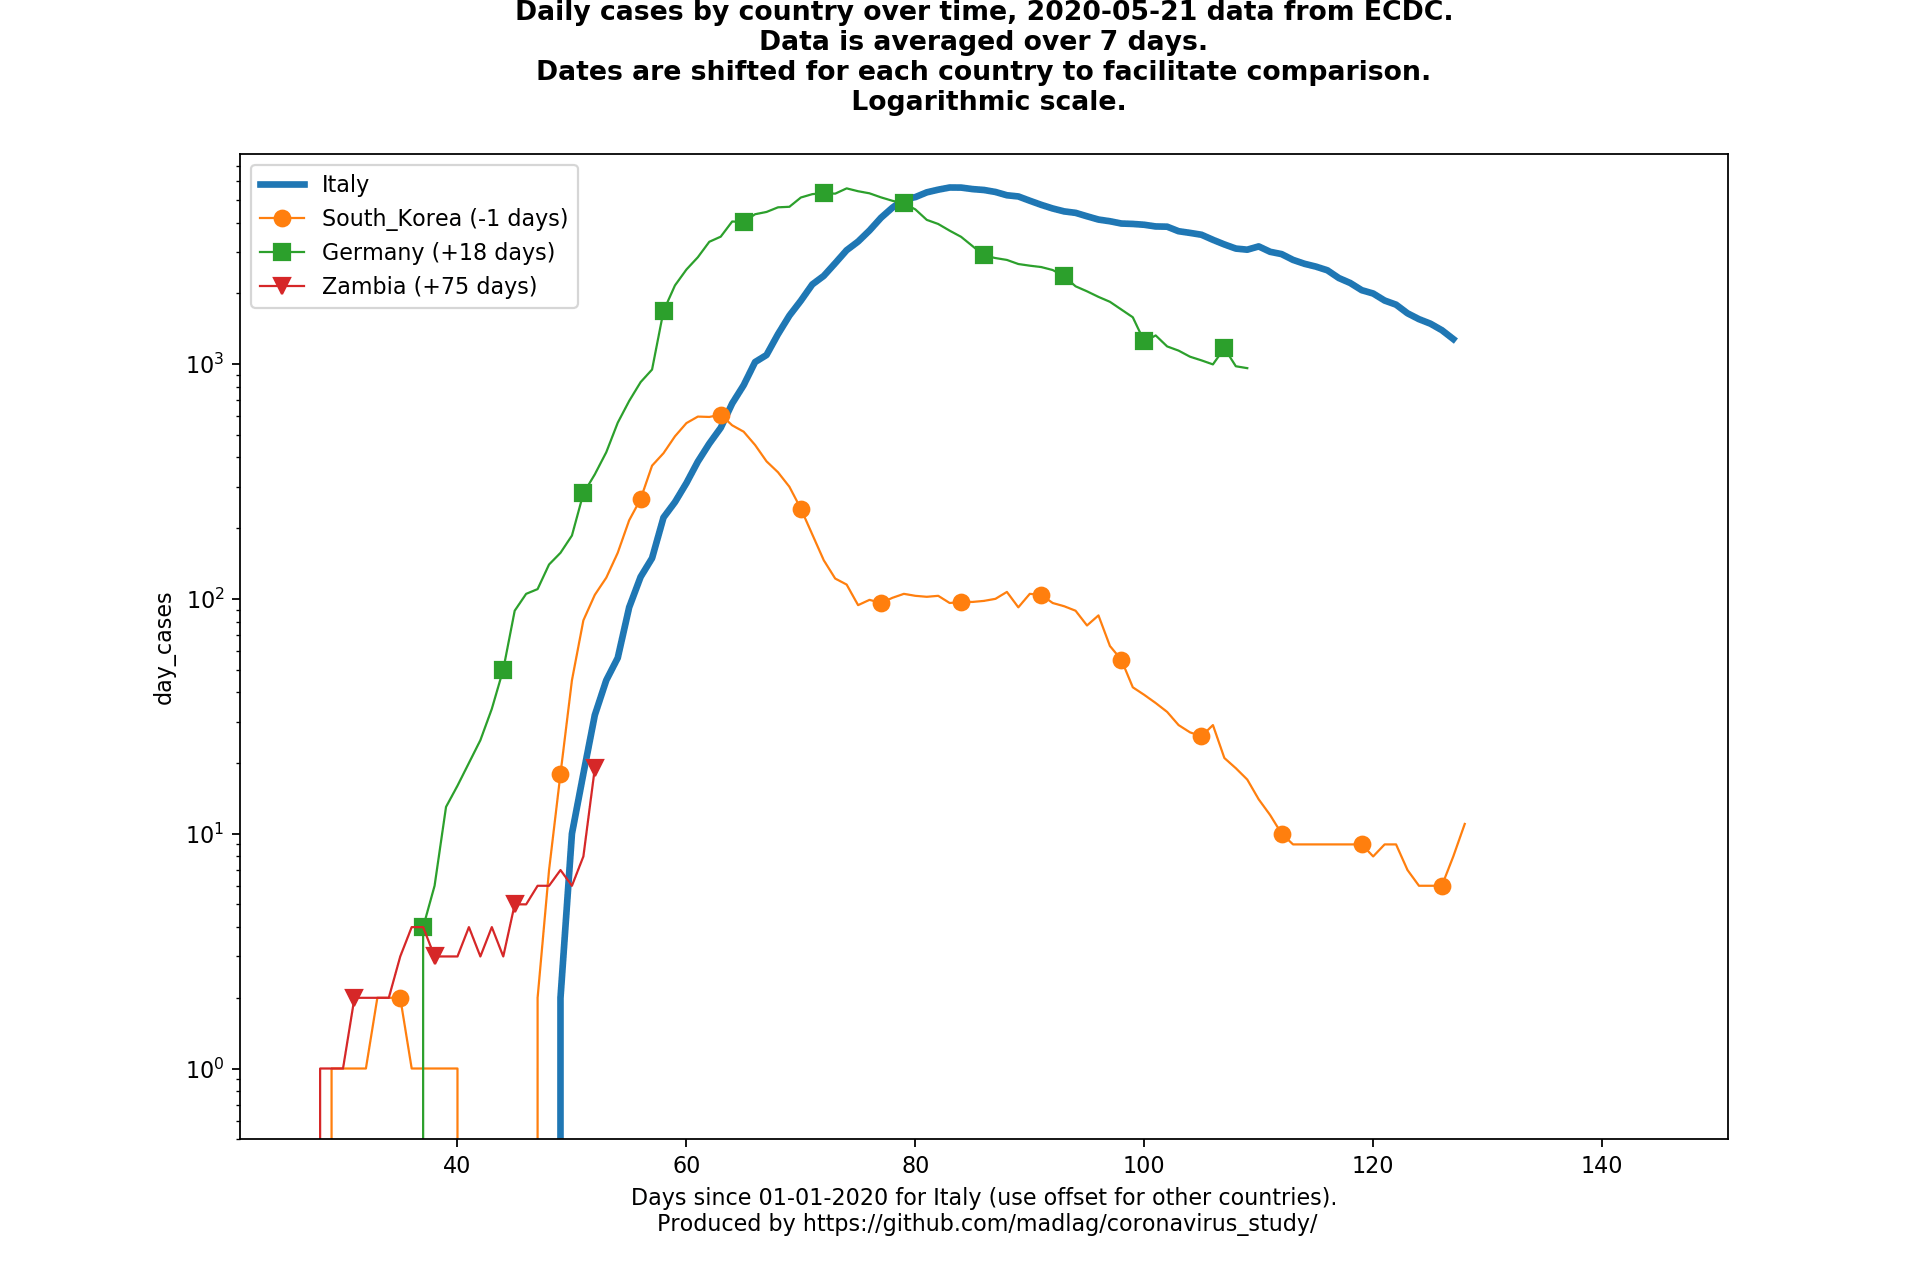 Daily cases by country over time, 2020-05-21 data from ECDC.
Data is averaged over 7 days.
Dates are shifted for each country to facilitate comparison.
Logarithmic scale.
Italy
South_Korea (-1 days)
Germany (+18 days)
Zambia (+75 days)
day_cases
10³
10²
10¹
10⁰
40 60 80 100 120 140
Days since 01-01-2020 for Italy (use offset for other countries).
Produced by https://github.com/madlag/coronavirus_study/